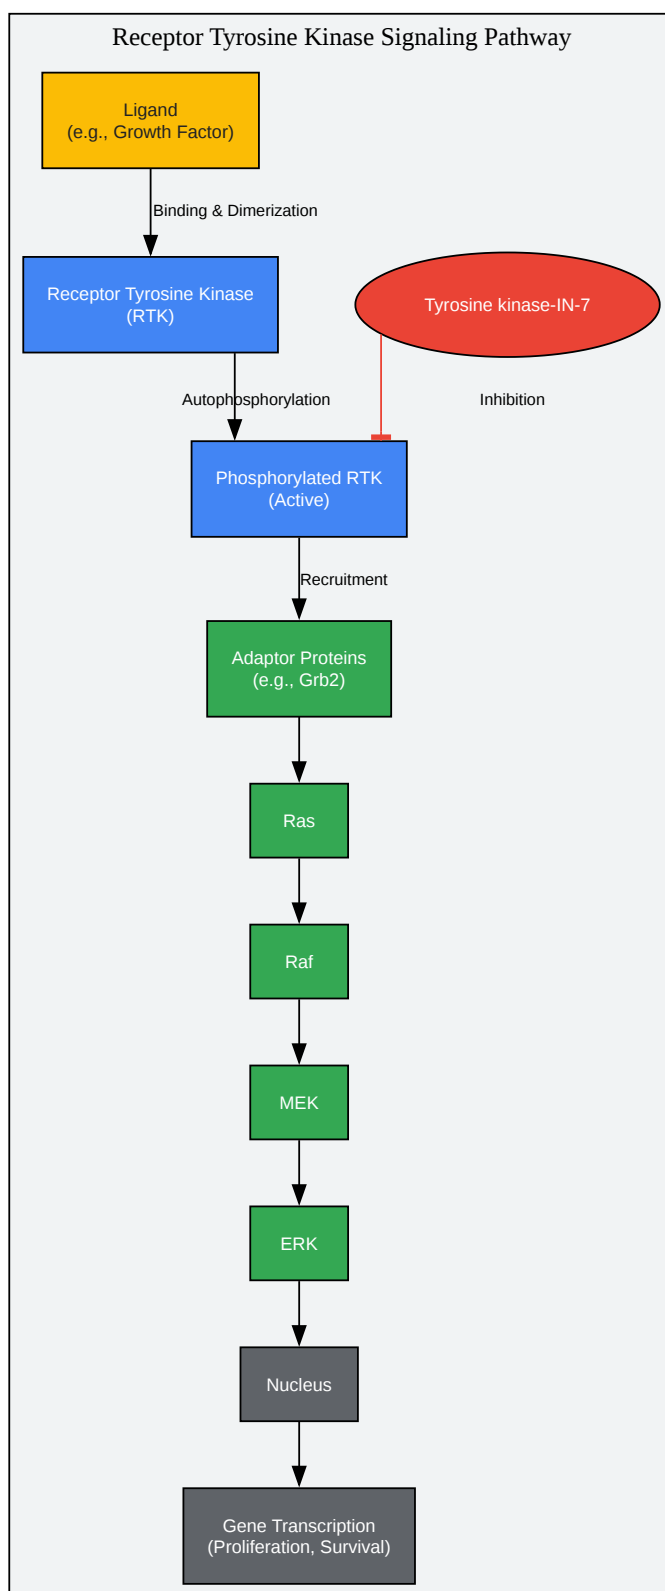 Receptor Tyrosine Kinase Signaling Pathway
Ligand
(e.g., Growth Factor)
Binding & Dimerization
Receptor Tyrosine Kinase
(RTK)
Tyrosine kinase-IN-7
Autophosphorylation
Inhibition
Phosphorylated RTK
(Active)
Recruitment
Adaptor Proteins
(e.g., Grb2)
Ras
Raf
MEK
ERK
Nucleus
Gene Transcription
(Proliferation, Survival)